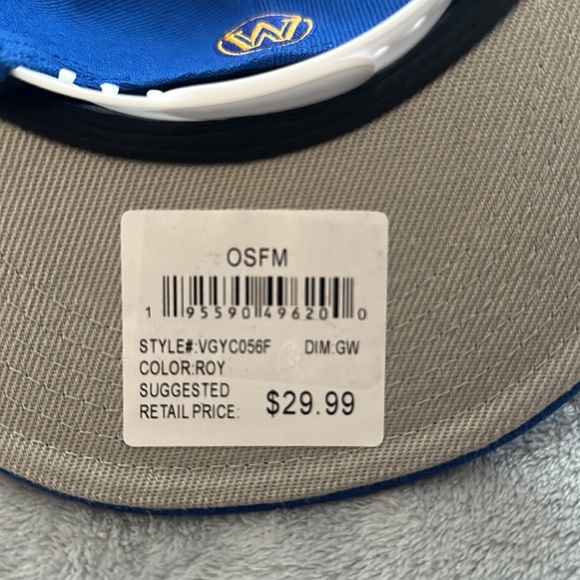 W
OSFM
1 95590 49620 0
STYLE#:VGYC056F DIM:GW
COLOR:ROY
SUGGESTED
RETAIL PRICE: $29.99